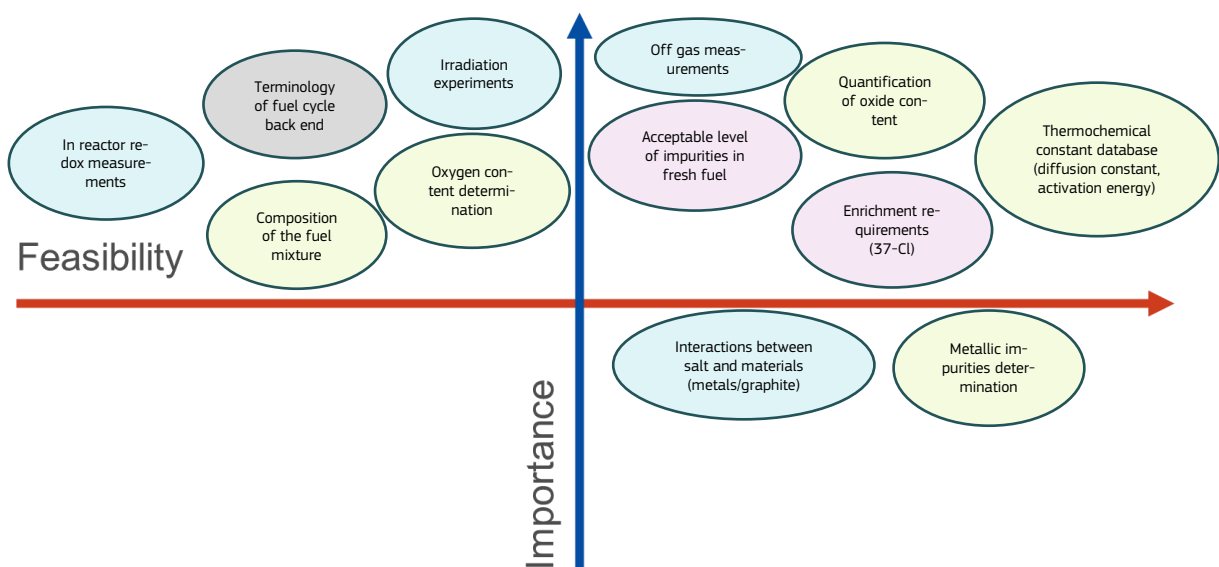 Off gas meas-
urements
Irradiation
experiments
Terminology
of fuel cycle
back end
Quantification
of oxide con-
tent
In reactor re-
dox measure-
ments
Acceptable level
of impurities in
fresh fuel
Thermochemical
constant database
(diffusion constant,
activation energy)
Oxygen con-
tent determi-
nation
Composition
of the fuel
mixture
Enrichment re-
quirements
(37-Cl)
Feasibility
Interactions between
salt and materials
(metals/graphite)
Metallic im-
purities deter-
mination
Importance